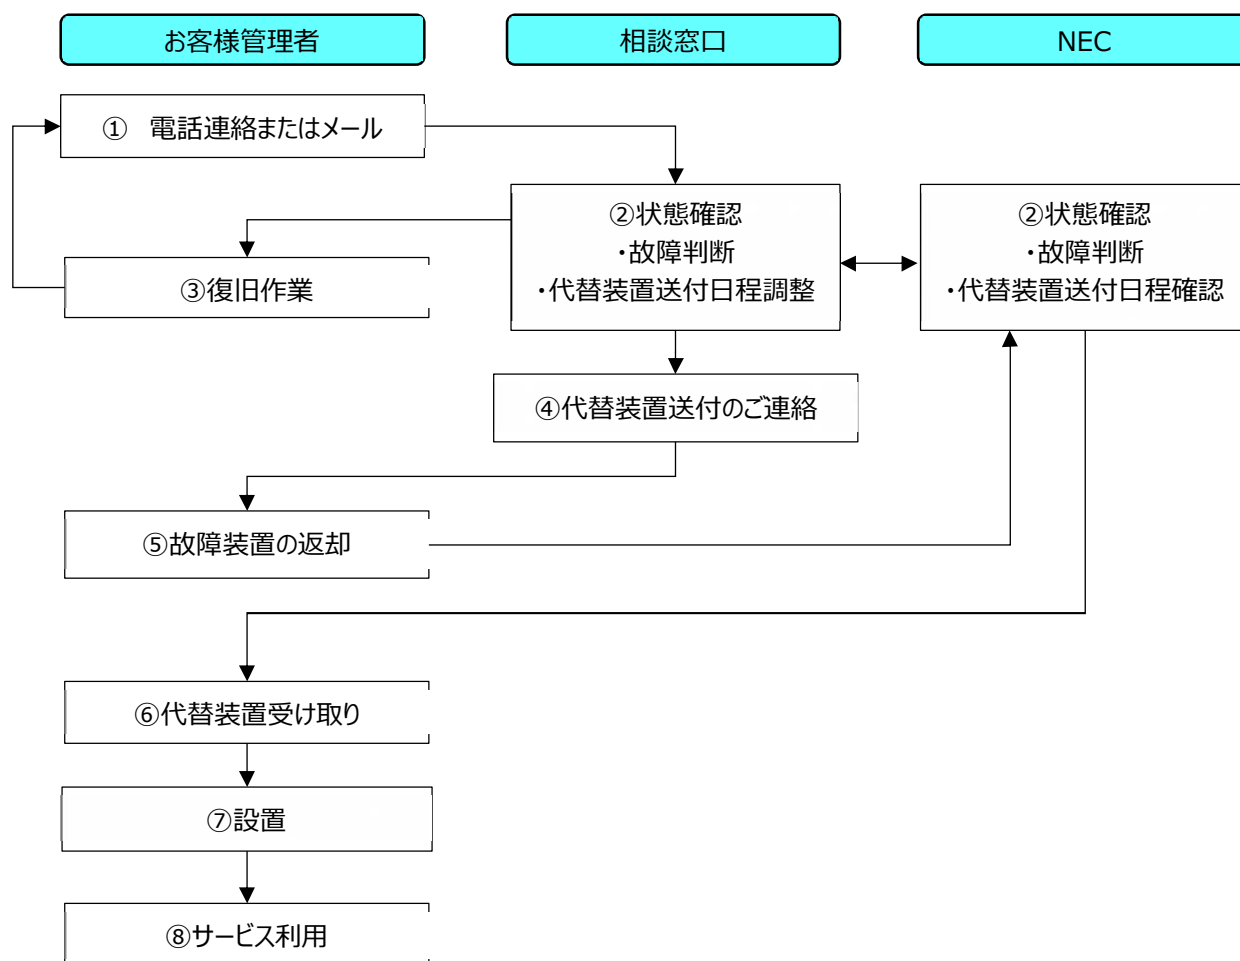 お客様管理者
相談窓口
NEC
① 電話連絡またはメール
②状態確認
・故障判断
・代替装置送付日程調整
②状態確認
・故障判断
・代替装置送付日程確認
③復旧作業
④代替装置送付のご連絡
⑤故障装置の返却
⑥代替装置受け取り
⑦設置
⑧サービス利用